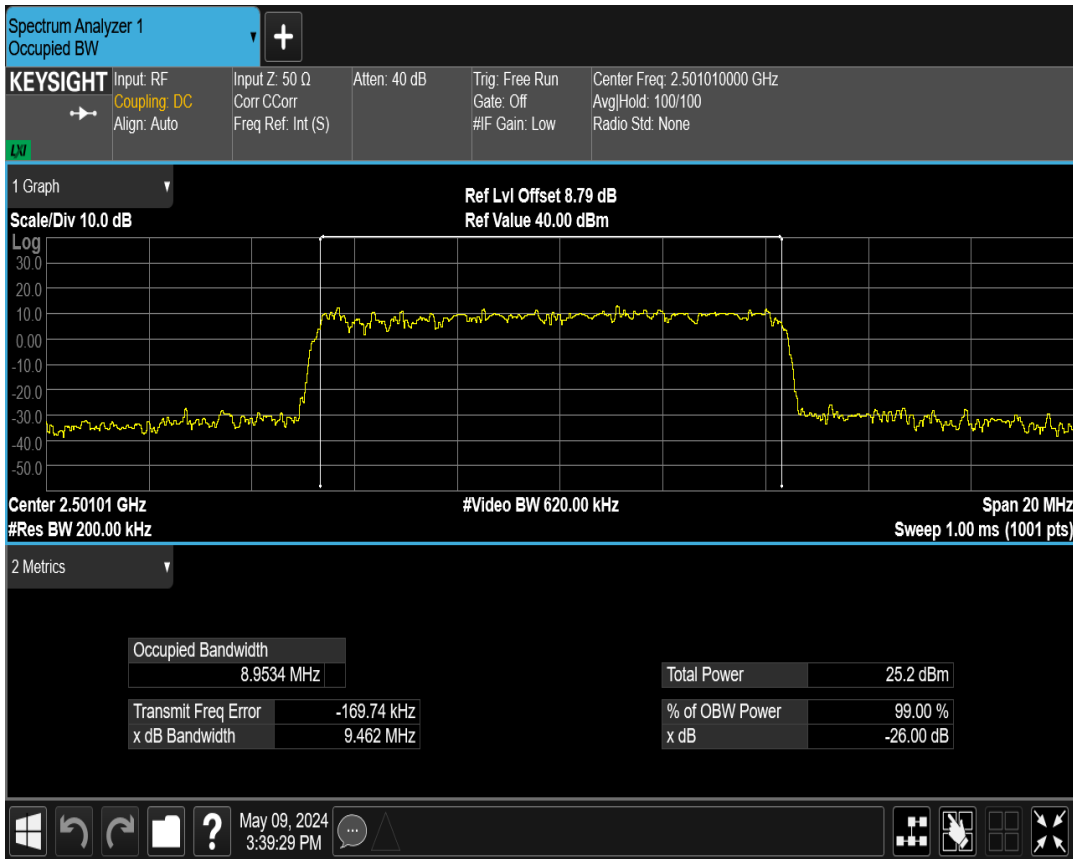 Spectrum Analyzer 1
Occupied BW
KEYSIGHT
LXI
Input: RF
Coupling: DC
Align: Auto
Input Z: 50 Ω
Corr CCorr
Freq Ref: Int (S)
Atten: 40 dB
Trig: Free Run
Gate: Off
#IF Gain: Low
Center Freq: 2.501010000 GHz
Avg|Hold: 100/100
Radio Std: None
1 Graph
Scale/Div 10.0 dB
Ref Lvl Offset 8.79 dB
Ref Value 40.00 dBm
Log
30.0
20.0
10.0
0.00
-10.0
-20.0
-30.0
-40.0
-50.0
Center 2.50101 GHz
#Video BW 620.00 kHz
Span 20 MHz
#Res BW 200.00 kHz
Sweep 1.00 ms (1001 pts)
2 Metrics
Occupied Bandwidth
8.9534 MHz
Total Power 25.2 dBm
Transmit Freq Error -169.74 kHz
% of OBW Power 99.00 %
x dB Bandwidth 9.462 MHz
x dB -26.00 dB
May 09, 2024
3:39:29 PM